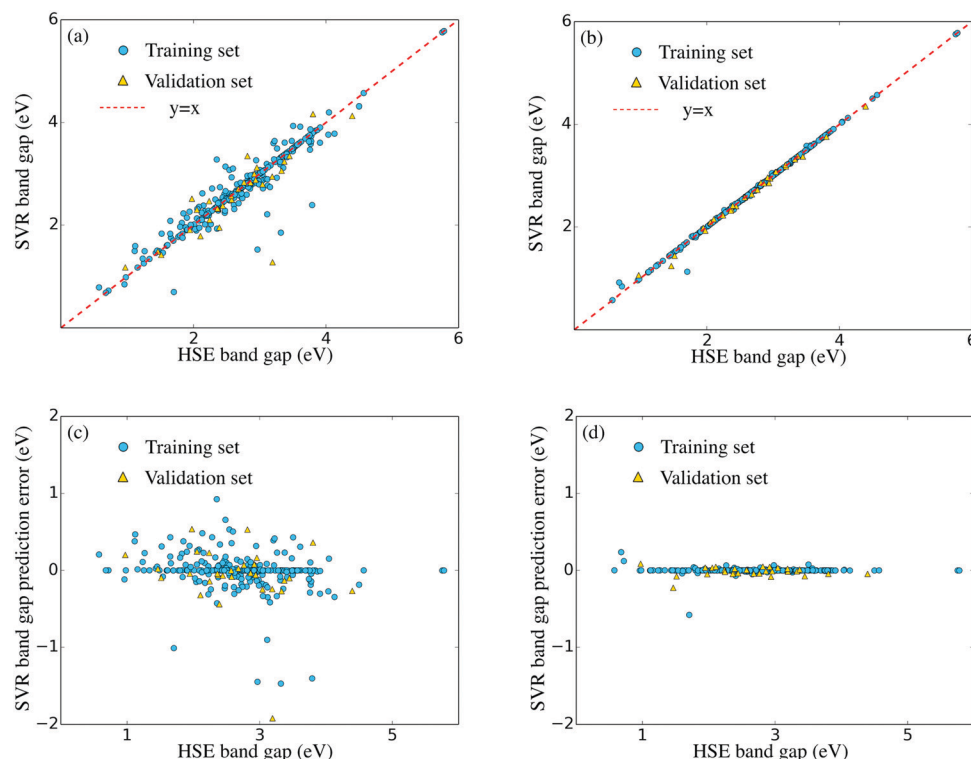 (a)
Training set
Validation set
y=x
6
4
2
2
4
6
SVR band gap (eV)
HSE band gap (eV)
(b)
Training set
Validation set
y=x
6
4
2
2
4
6
SVR band gap (eV)
HSE band gap (eV)
(c)
Training set
Validation set
2
1
0
−1
−2
1
3
5
SVR band gap prediction error (eV)
HSE band gap (eV)
(d)
Training set
Validation set
2
1
0
−1
−2
1
3
5
SVR band gap prediction error (eV)
HSE band gap (eV)